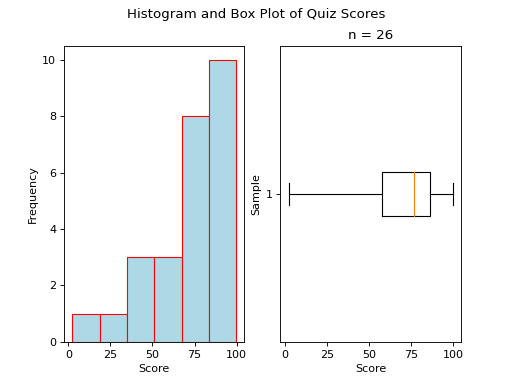 Histogram and Box Plot of Quiz Scores
n = 26
10
8
6
4
2
0
Frequency
0 25 50 75 100
Score
Sample
1
0 25 50 75 100
Score